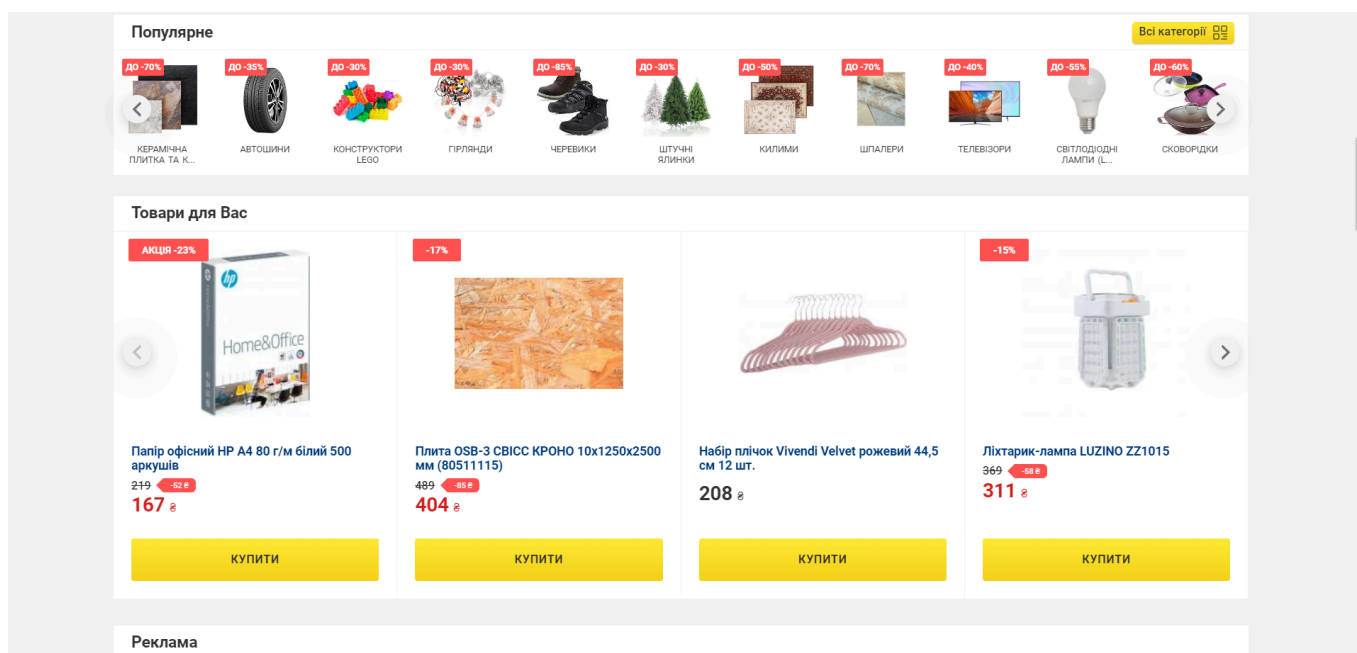 Популярне
Всі категорії
ДО -70%
ДО -35%
ДО -30%
ДО -30%
ДО -85%
ДО -30%
ДО -50%
ДО -70%
ДО -40%
ДО -55%
ДО -60%
КЕРАМІЧНА
ПЛИТКА ТА К...
АВТОШИНИ
КОНСТРУКТОРИ
LEGO
ГІРЛЯНДИ
ЧЕРЕВИКИ
ШТУЧНІ
ЯЛИНКИ
КИЛИМИ
ШПАЛЕРИ
ТЕЛЕВІЗОРИ
СВІТЛОДІОДНІ
ЛАМПИ (L...
СКОВОРІДКИ
Товари для Вас
АКЦІЯ -23%
hp
Home&Office
Папір офісний HP A4 80 г/м білий 500
аркушів
219 -52 ₴
167 ₴
КУПИТИ
-17%
Плита OSB-3 СВІСС КРОНО 10x1250x2500
мм (80511115)
489 -85 ₴
404 ₴
КУПИТИ
Набір плічок Vivendi Velvet рожевий 44,5
см 12 шт.
208 ₴
КУПИТИ
-15%
Ліхтарик-лампа LUZINO ZZ1015
369 -58 ₴
311 ₴
КУПИТИ
Реклама